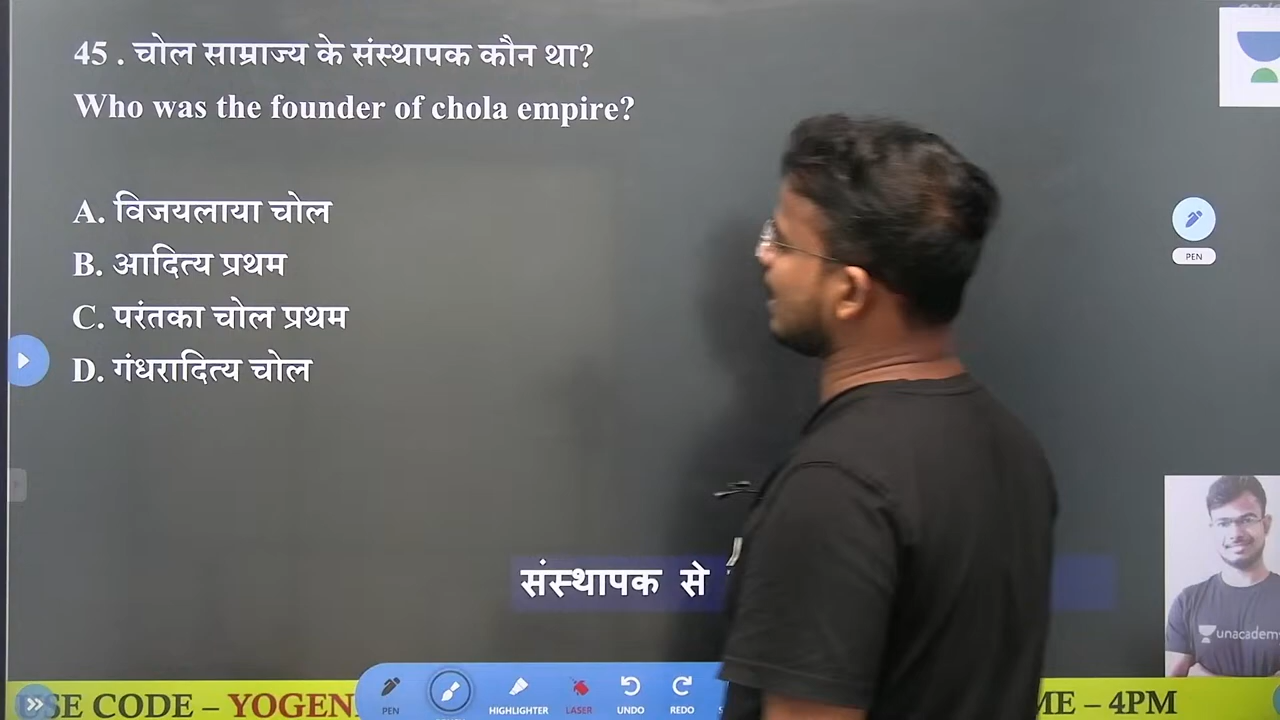 45 . चोल साम्राज्य के संस्थापक कौन था?
Who was the founder of chola empire?
A. विजयलाया चोल
B. आदित्य प्रथम
C. परंतका चोल प्रथम
D. गंधरादित्य चोल
PEN
संस्थापक से
unacadem
PEN
HIGHLIGHTER
LASER
UNDO
REDO
SE CODE – YOGEN
ME – 4PM